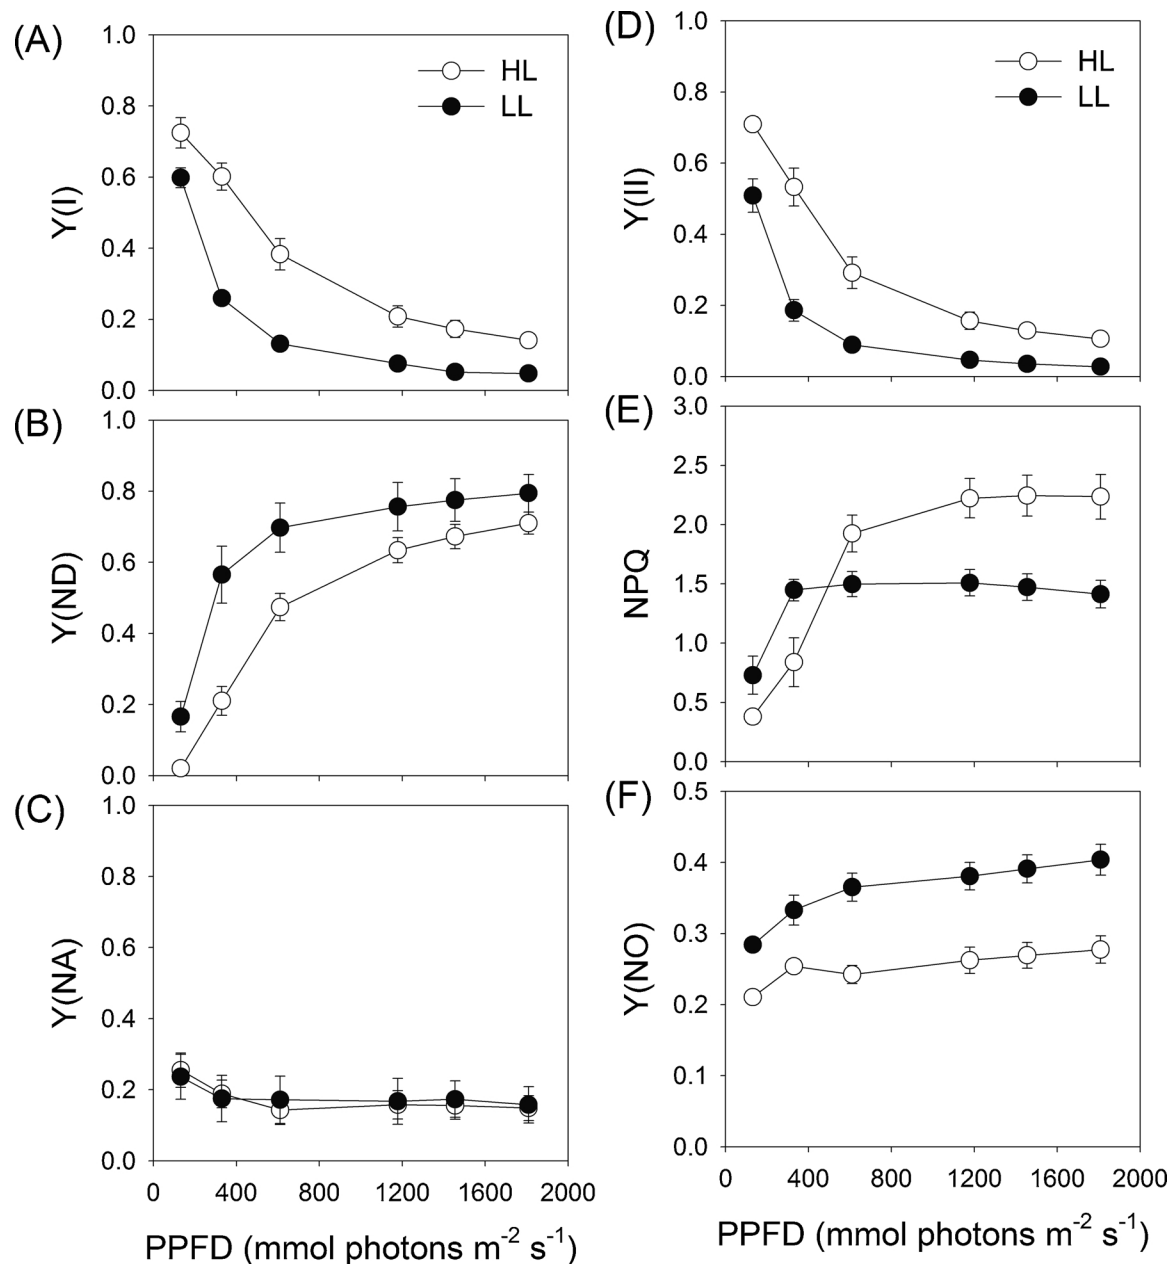 (A)
1.0
0.8
0.6
0.4
0.2
0.0
Y(I)
HL
LL
(D)
1.0
0.8
0.6
0.4
0.2
0.0
Y(II)
HL
LL
(B)
1.0
0.8
0.6
0.4
0.2
0.0
Y(ND)
(E)
3.0
2.5
2.0
1.5
1.0
0.5
0.0
NPQ
(C)
1.0
0.8
0.6
0.4
0.2
0.0
Y(NA)
0 400 800 1200 1600 2000
PPFD (mmol photons m⁻² s⁻¹)
(F)
0.5
0.4
0.3
0.2
0.1
0.0
Y(NO)
0 400 800 1200 1600 2000
PPFD (mmol photons m⁻² s⁻¹)